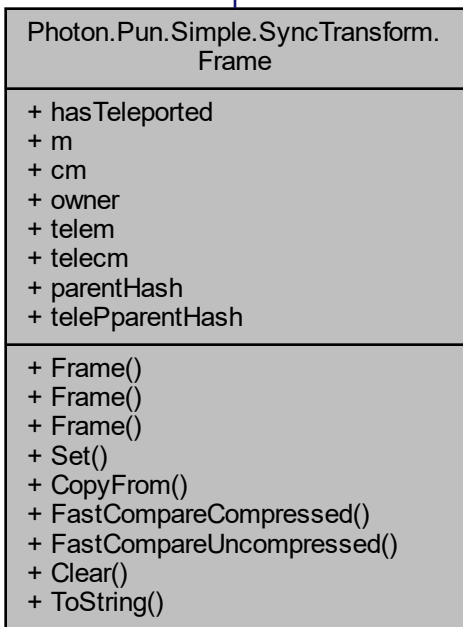 Photon.Pun.Simple.SyncTransform.
Frame
+ hasTeleported
+ m
+ cm
+ owner
+ telem
+ telecm
+ parentHash
+ telePparentHash
+ Frame()
+ Frame()
+ Frame()
+ Set()
+ CopyFrom()
+ FastCompareCompressed()
+ FastCompareUncompressed()
+ Clear()
+ ToString()